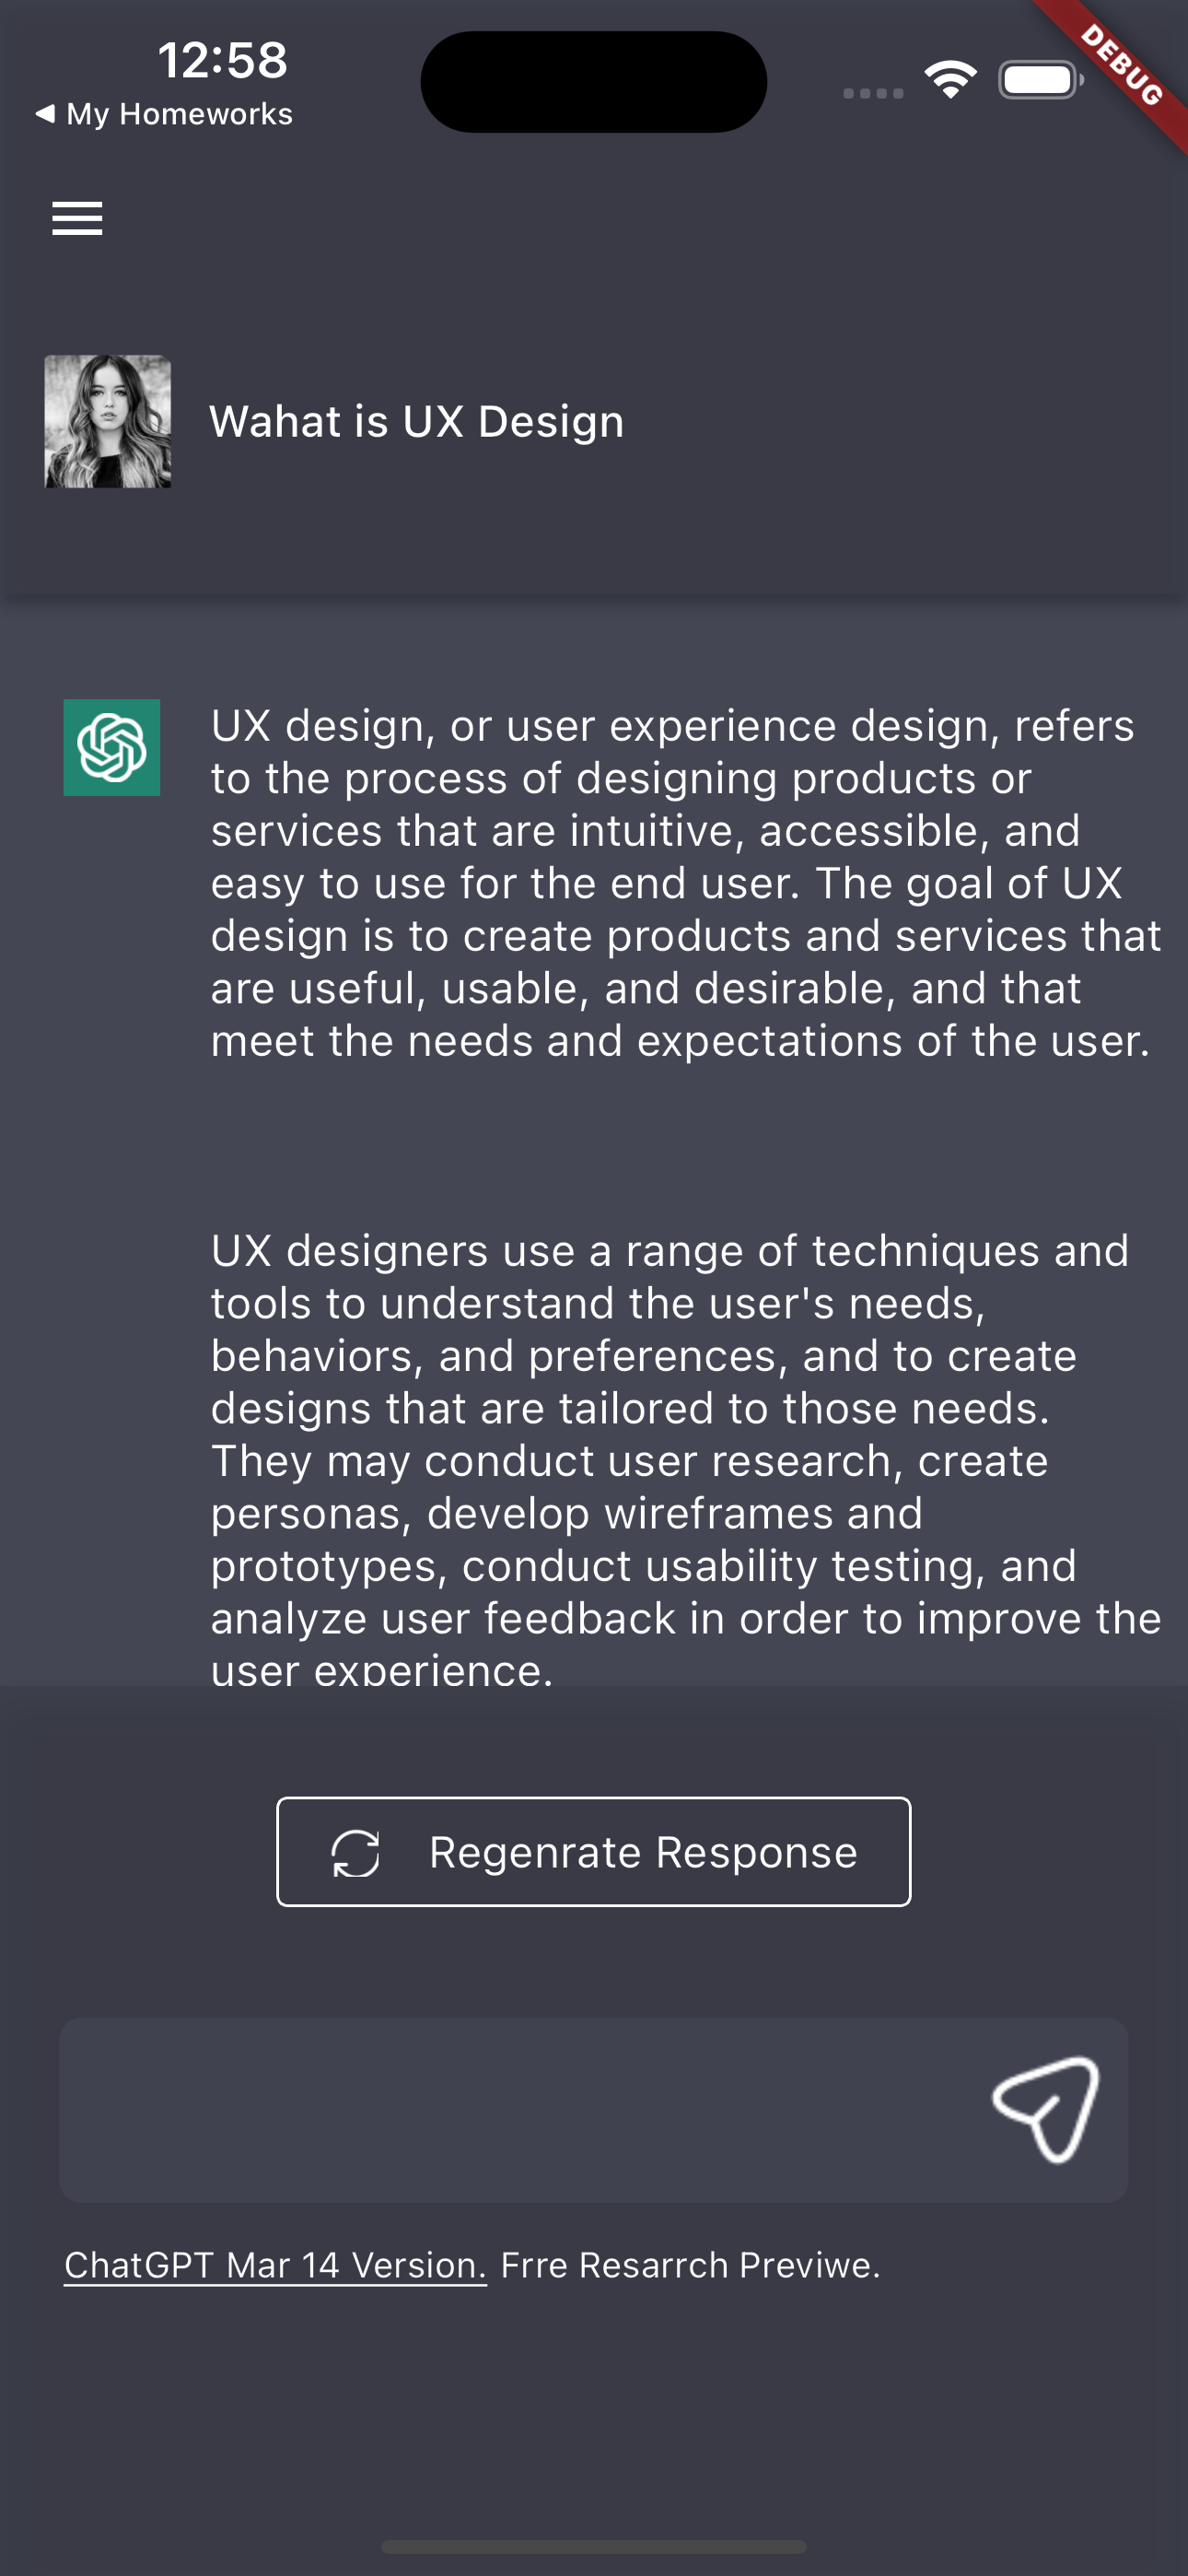 12:58
DEBUG
◀ My Homeworks
Wahat is UX Design
UX design, or user experience design, refers
to the process of designing products or
services that are intuitive, accessible, and
easy to use for the end user. The goal of UX
design is to create products and services that
are useful, usable, and desirable, and that
meet the needs and expectations of the user.
UX designers use a range of techniques and
tools to understand the user's needs,
behaviors, and preferences, and to create
designs that are tailored to those needs.
They may conduct user research, create
personas, develop wireframes and
prototypes, conduct usability testing, and
analyze user feedback in order to improve the
user experience.
Regenrate Response
ChatGPT Mar 14 Version. Frre Resarrch Previwe.